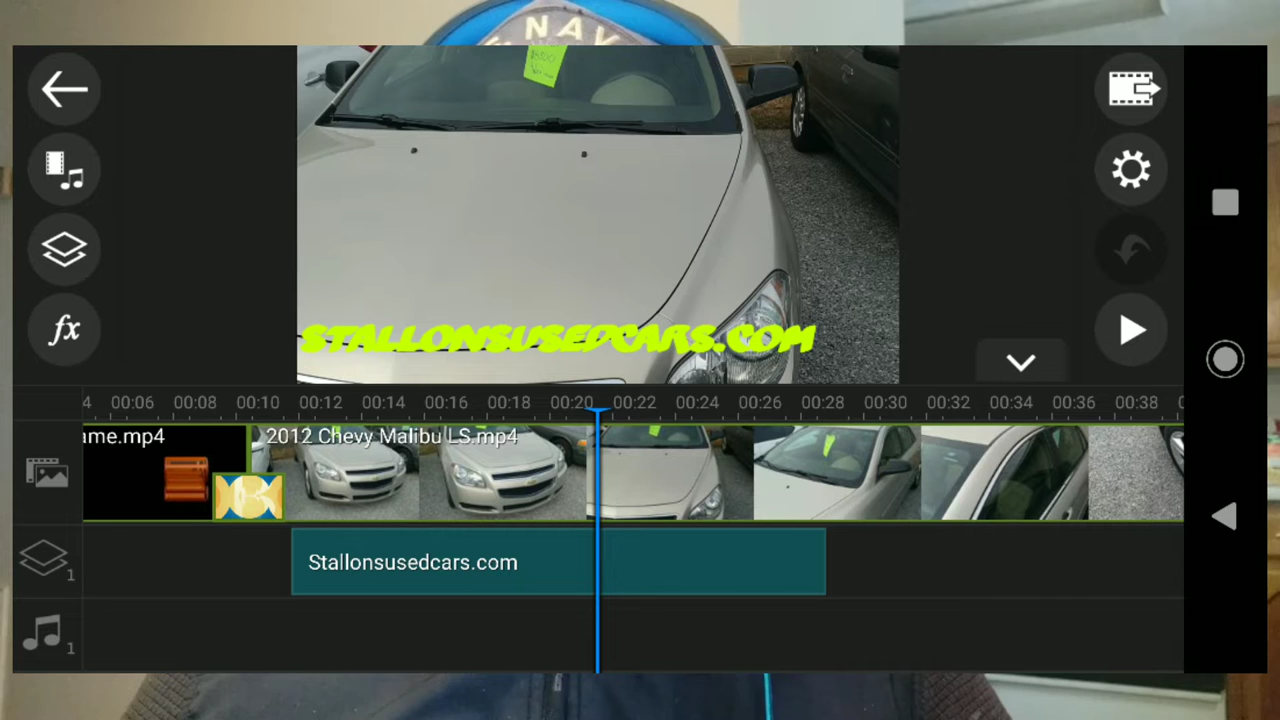 NAV
fx
STALLONSUSEDCARS.COM
4 00:06 00:08 00:10 00:12 00:14 00:16 00:18 00:20 00:22 00:24 00:26 00:28 00:30 00:32 00:34 00:36 00:38
ame.mp4 2012 Chevy Malibu LS.mp4
Stallonsusedcars.com
1
1